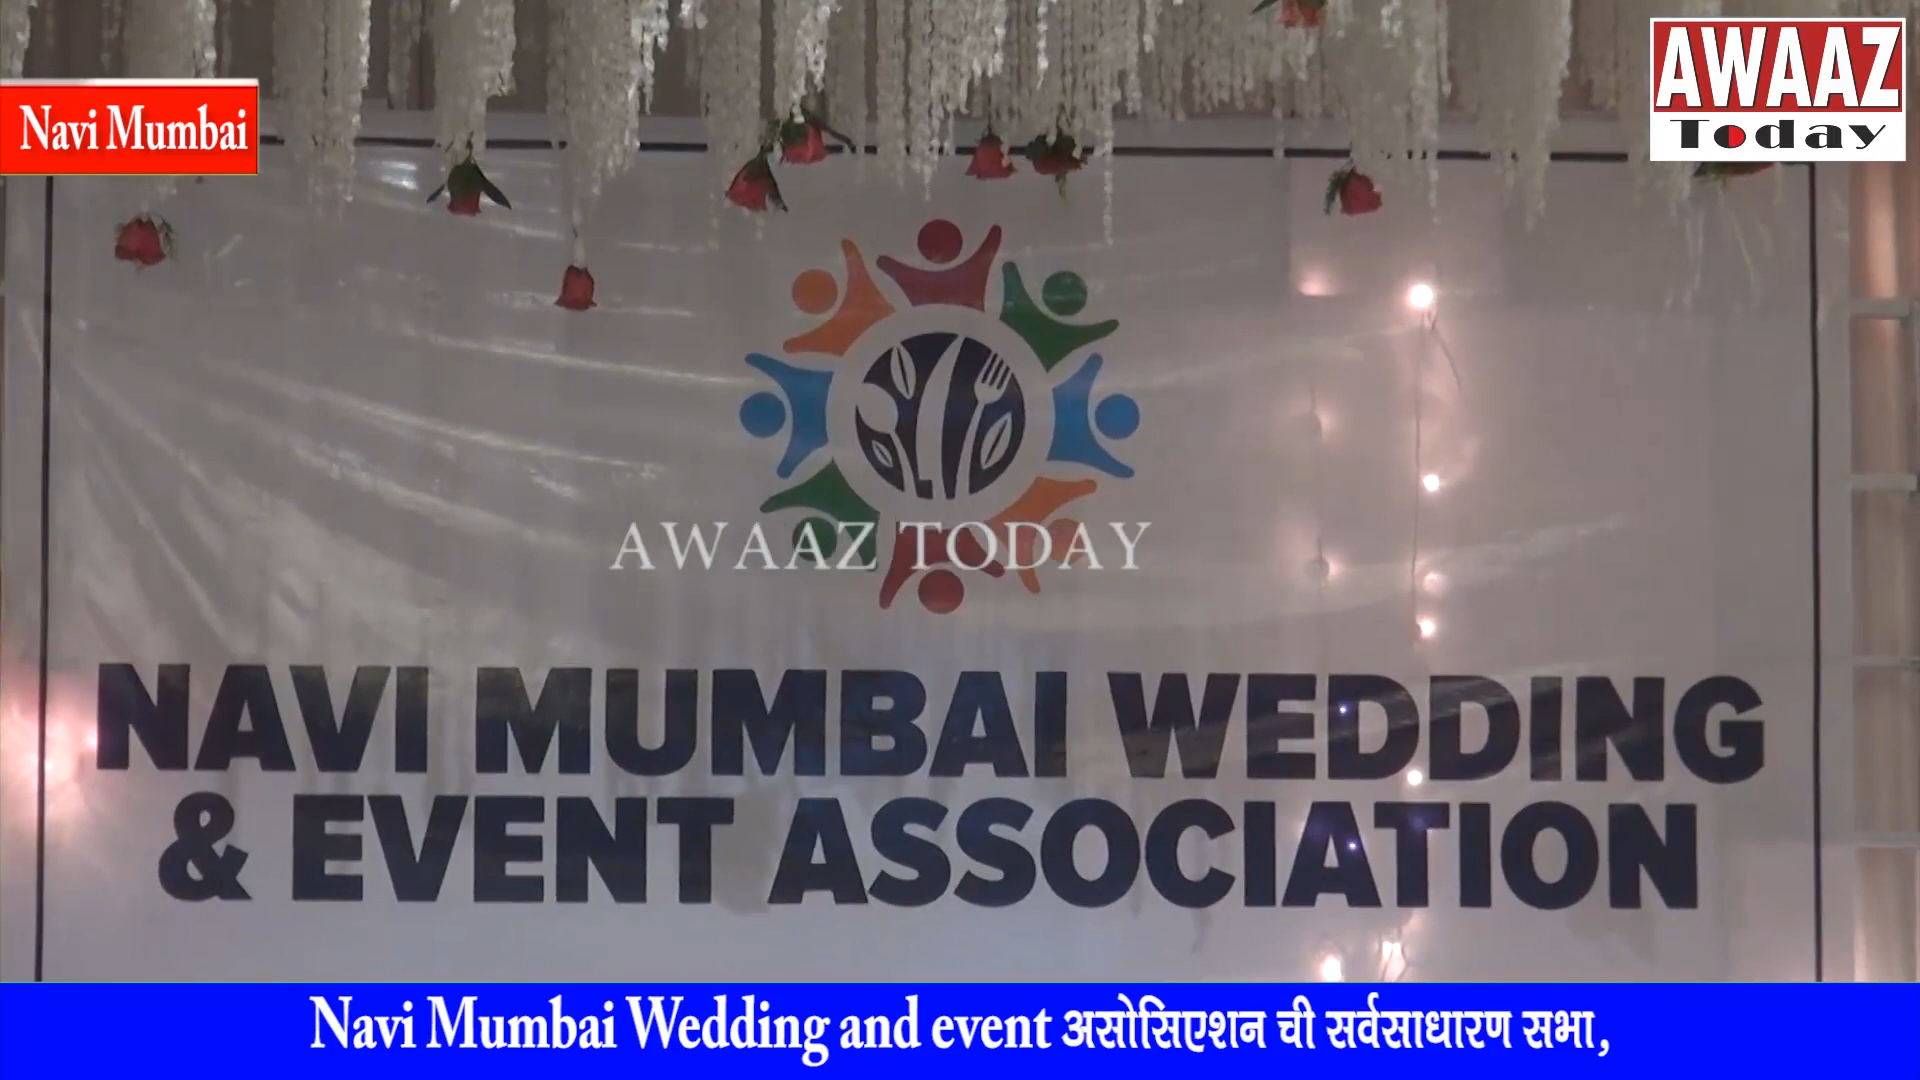 Navi Mumbai
AWAAZ
Today
AWAAZ TODAY
NAVI MUMBAI WEDDING
& EVENT ASSOCIATION
Navi Mumbai Wedding and event असोसिएशन ची सर्वसाधारण सभा,